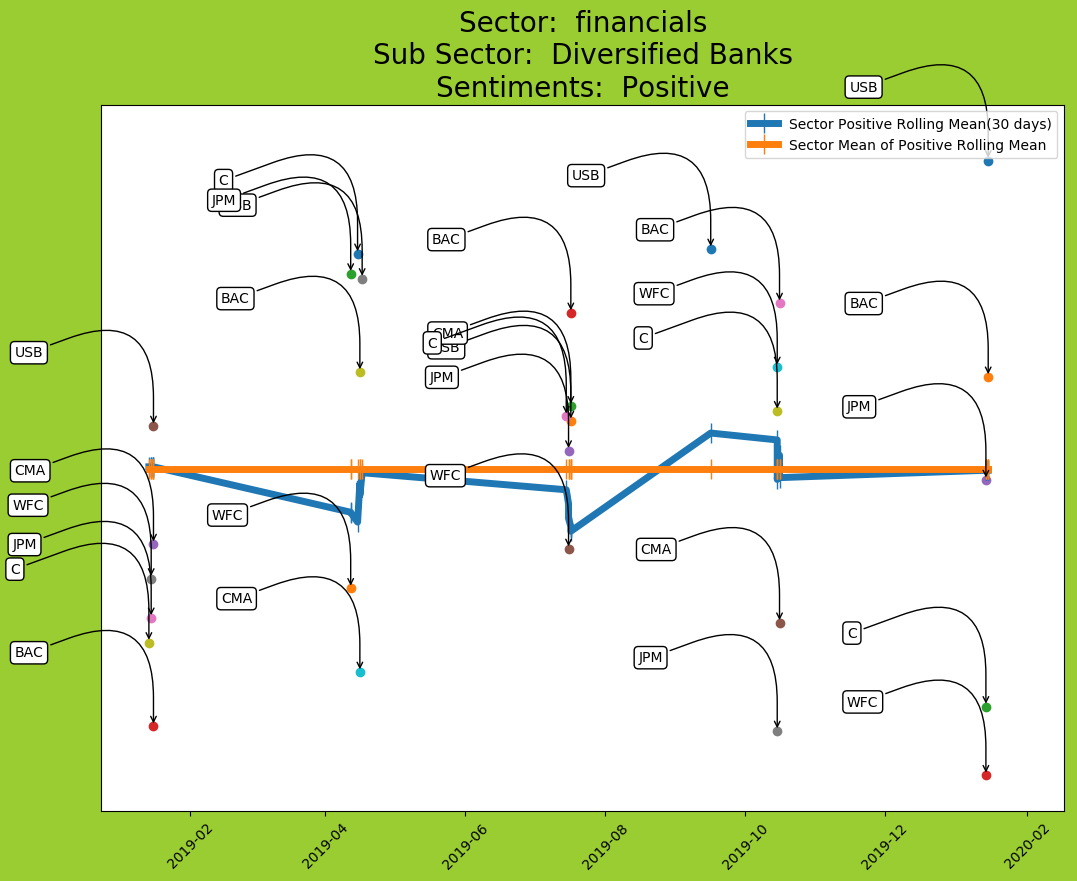 Sector:  financials
Sub Sector:  Diversified Banks
Sentiments:  Positive
USB
Sector Positive Rolling Mean(30 days)
Sector Mean of Positive Rolling Mean
C
JPM
USB
BAC
USB
CMA
WFC
JPM
C
BAC
WFC
CMA
BAC
CMA
C
USB
JPM
WFC
USB
BAC
WFC
C
CMA
JPM
BAC
JPM
C
WFC
2019-02
2019-04
2019-06
2019-08
2019-10
2019-12
2020-02